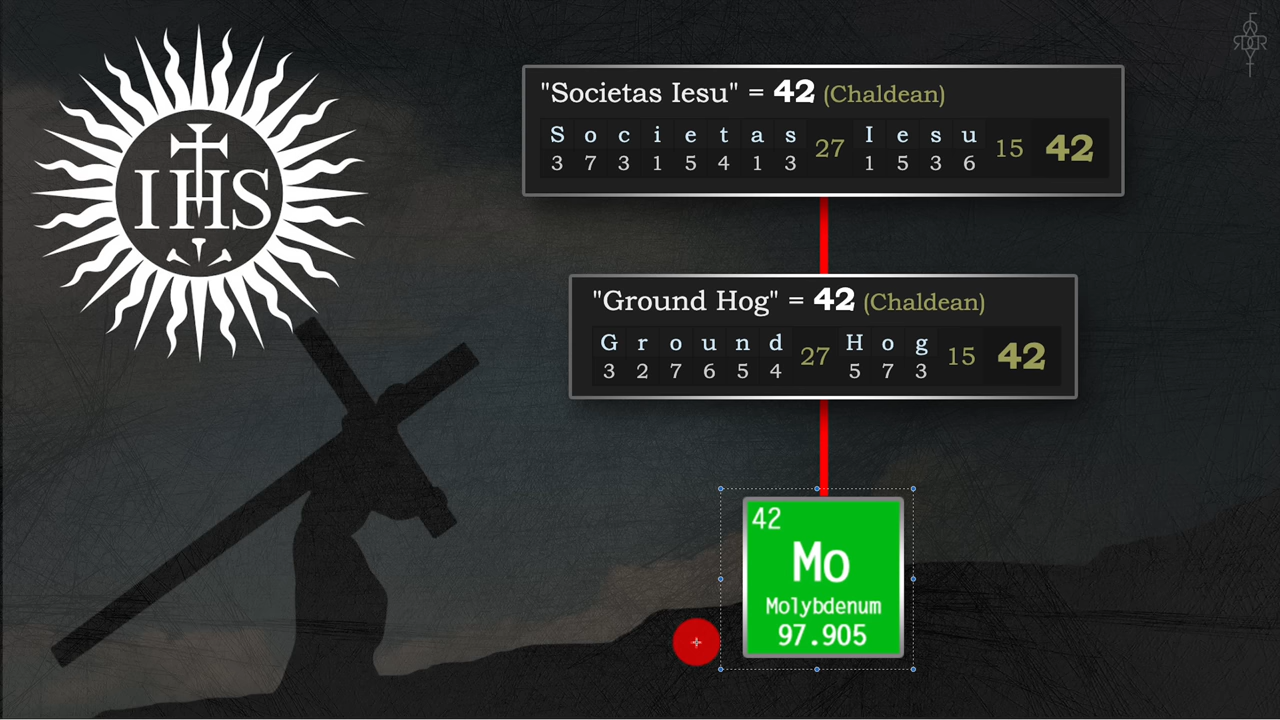 IHS
"Societas Iesu" = 42 (Chaldean)
S o c i e t a s 27 I e s u 15 42
3 7 3 1 5 4 1 3 1 5 3 6
"Ground Hog" = 42 (Chaldean)
G r o u n d 27 H o g 15 42
3 2 7 6 5 4 5 7 3
42
Mo
Molybdenum
97.905